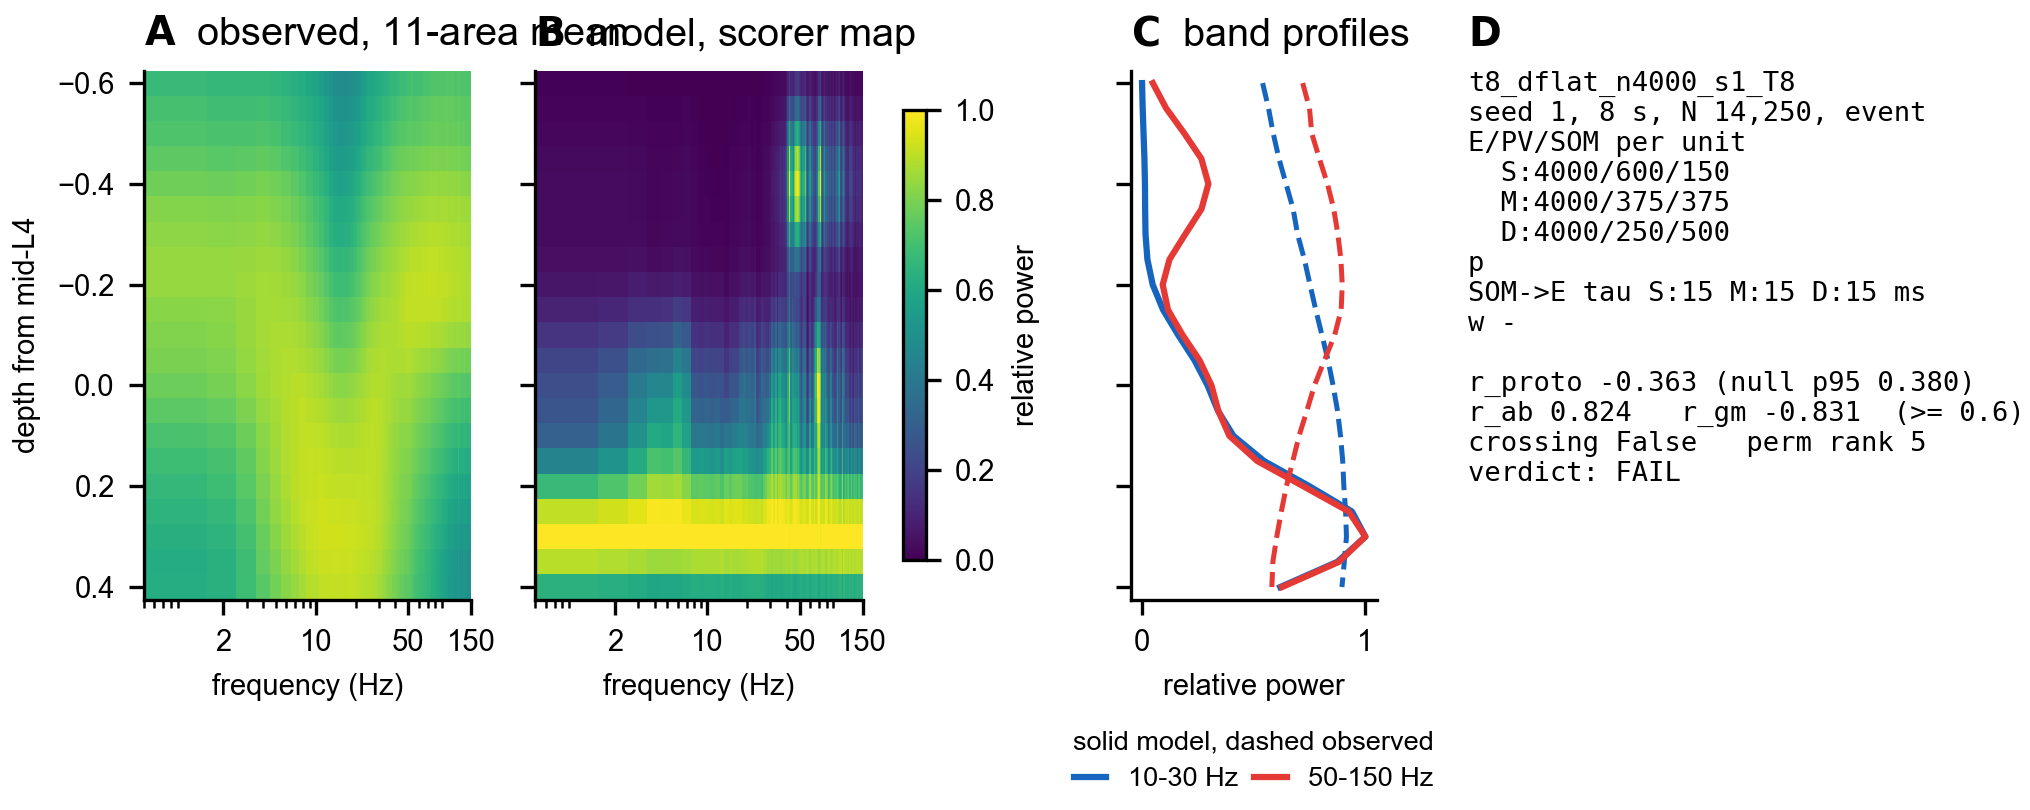 A observed, 11-area mean
B model, scorer map
C band profiles
D
depth from mid-L4
−0.6
−0.4
−0.2
0.0
0.2
0.4
2 10 50 150
frequency (Hz)
2 10 50 150
frequency (Hz)
1.0
0.8
0.6
0.4
0.2
0.0
relative power
0 1
relative power
solid model, dashed observed
10-30 Hz 50-150 Hz
t8_dflat_n4000_s1_T8
seed 1, 8 s, N 14,250, event
E/PV/SOM per unit
S:4000/600/150
M:4000/375/375
D:4000/250/500
p
SOM->E tau S:15 M:15 D:15 ms
w -
r_proto -0.363 (null p95 0.380)
r_ab 0.824 r_gm -0.831 (>= 0.6)
crossing False perm rank 5
verdict: FAIL